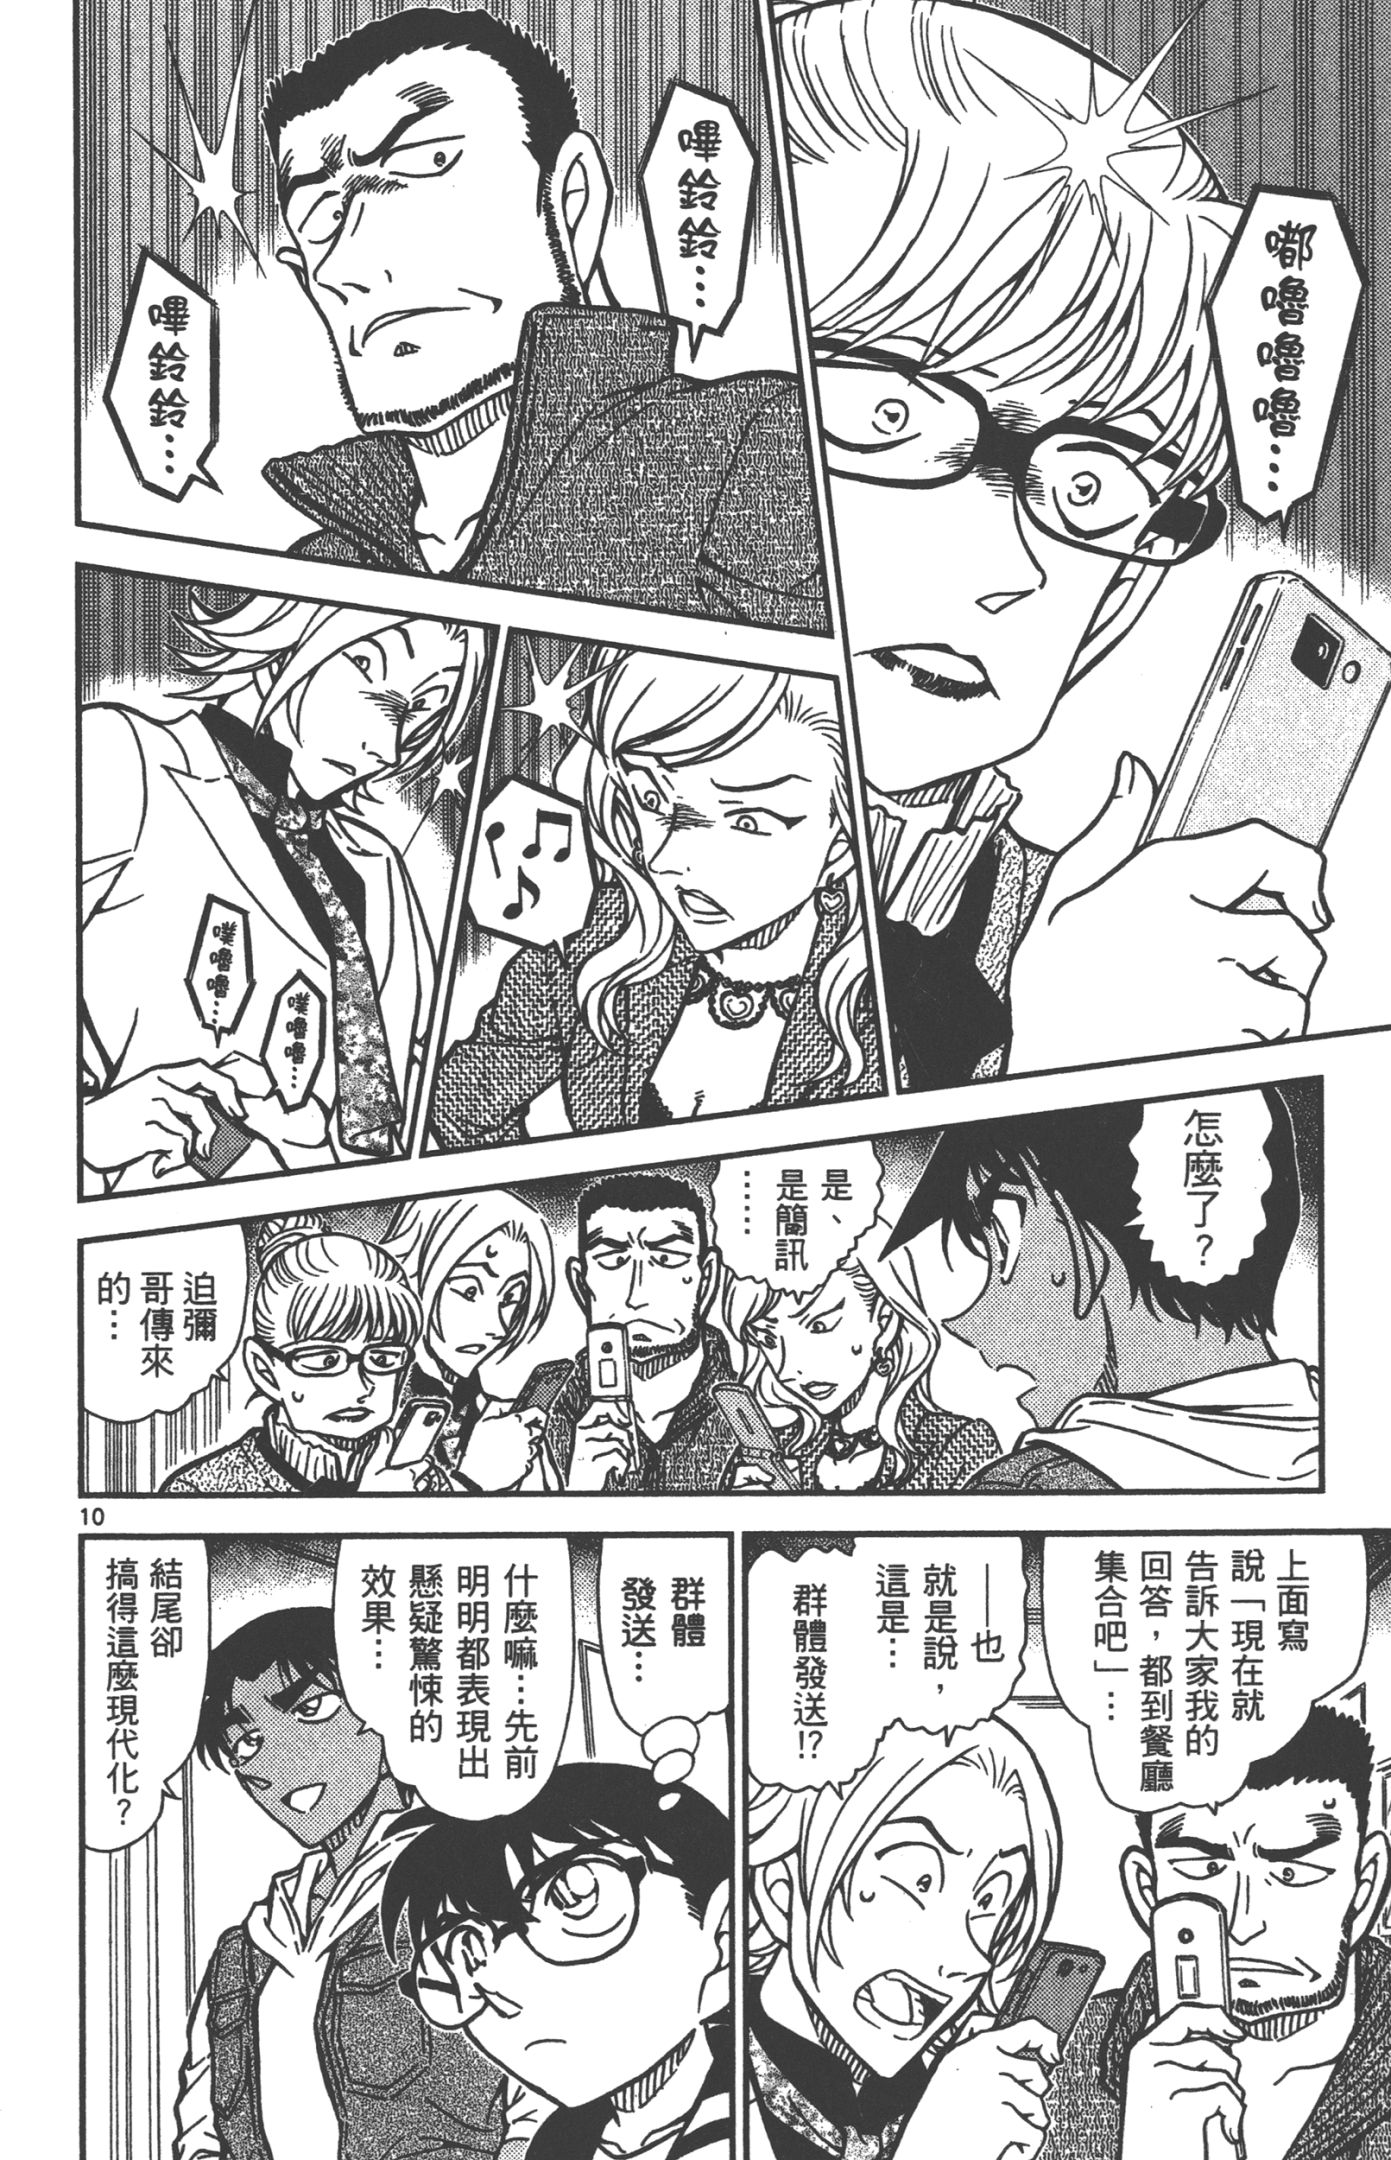 嘟嚕嚕嚕…
嗶鈴鈴…
嗶鈴鈴…
噗嚕嚕…
噗嚕嚕…
怎麼了？
是、
是簡訊
……
迫彌
哥傳來
的…
10
上面寫
說「現在就
告訴大家我的
回答，都到餐廳
集合吧」…
——也
就是說，
這是…
群體發送!?
群體
發送…
什麼嘛…先前
明明都表現出
懸疑驚悚的
效果…
結尾卻
搞得這麼現代化？